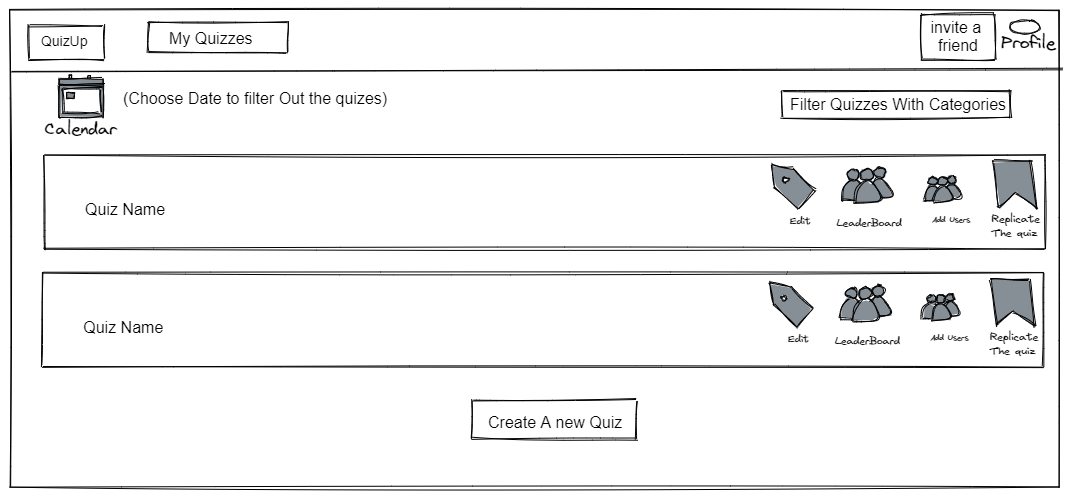 QuizUp
My Quizzes
invite a
friend
Profile
(Choose Date to filter Out the quizes)
Calendar
Filter Quizzes With Categories
Quiz Name
Edit
LeaderBoard
Add Users
Replicate
The quiz
Quiz Name
Edit
LeaderBoard
Add Users
Replicate
The quiz
Create A new Quiz